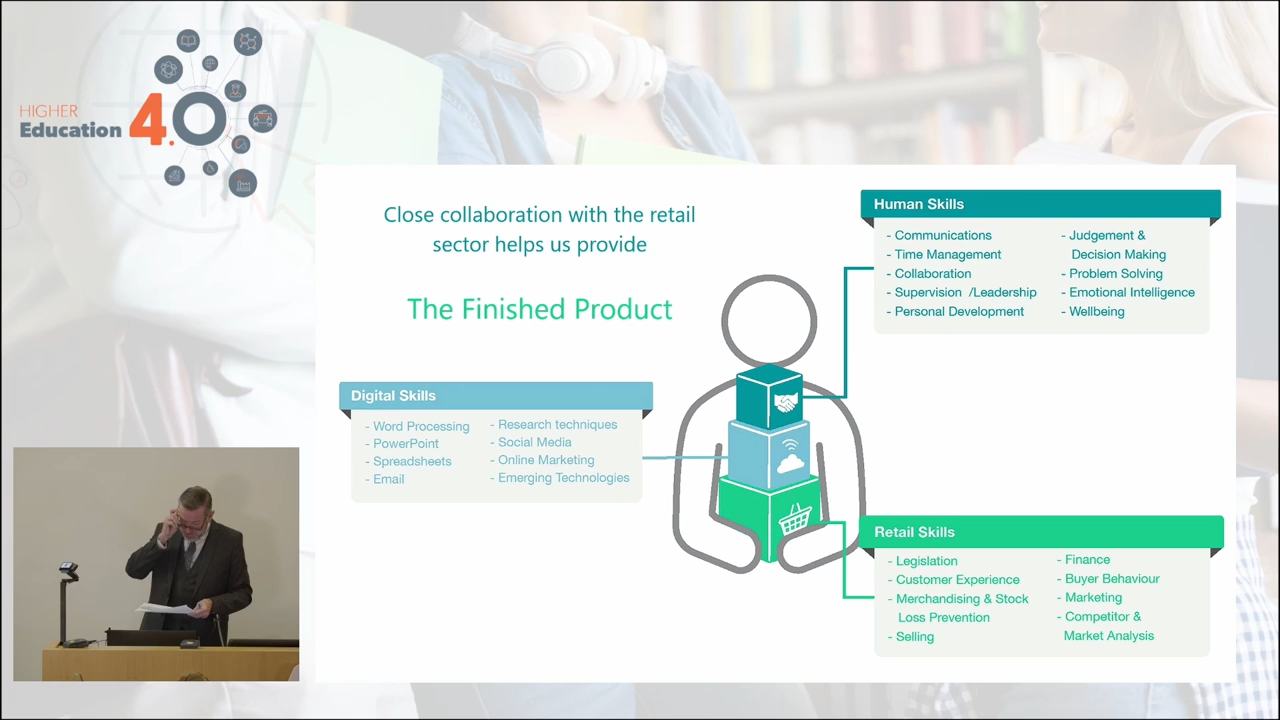 HIGHER
Education 4.0
Close collaboration with the retail
sector helps us provide
The Finished Product
Human Skills
- Communications
- Time Management
- Collaboration
- Supervision /Leadership
- Personal Development
- Judgement &
Decision Making
- Problem Solving
- Emotional Intelligence
- Wellbeing
Digital Skills
- Word Processing
- PowerPoint
- Spreadsheets
- Email
- Research techniques
- Social Media
- Online Marketing
- Emerging Technologies
Retail Skills
- Legislation
- Customer Experience
- Merchandising & Stock
Loss Prevention
- Selling
- Finance
- Buyer Behaviour
- Marketing
- Competitor &
Market Analysis